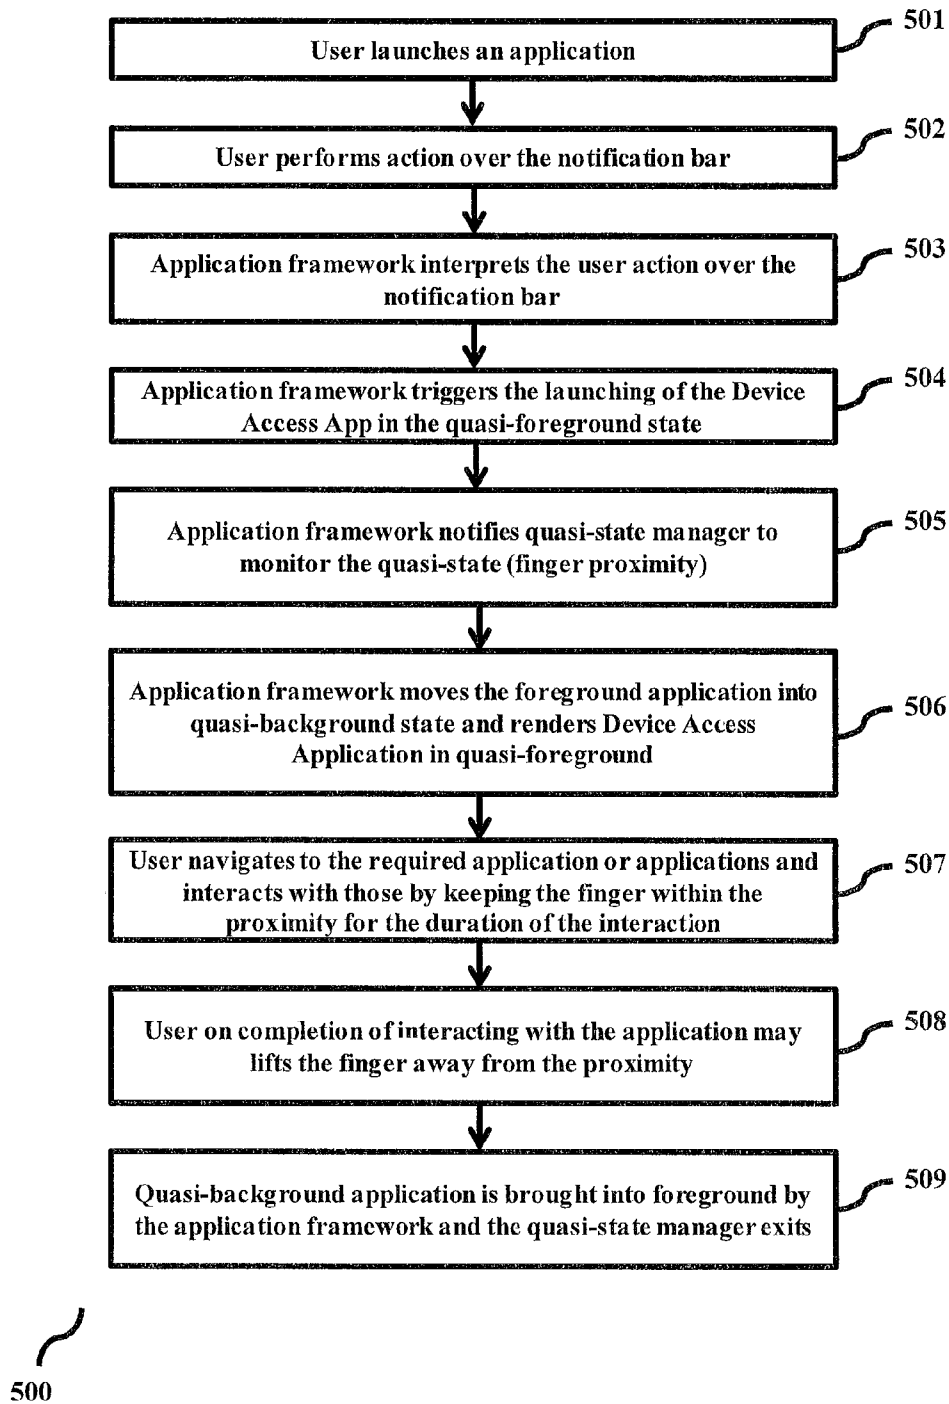 501
User launches an application
502
User performs action over the notification bar
503
Application framework interprets the user action over the
notification bar
504
Application framework triggers the launching of the Device
Access App in the quasi-foreground state
505
Application framework notifies quasi-state manager to
monitor the quasi-state (finger proximity)
506
Application framework moves the foreground application into
quasi-background state and renders Device Access
Application in quasi-foreground
507
User navigates to the required application or applications and
interacts with those by keeping the finger within the
proximity for the duration of the interaction
508
User on completion of interacting with the application may
lifts the finger away from the proximity
509
Quasi-background application is brought into foreground by
the application framework and the quasi-state manager exits
500